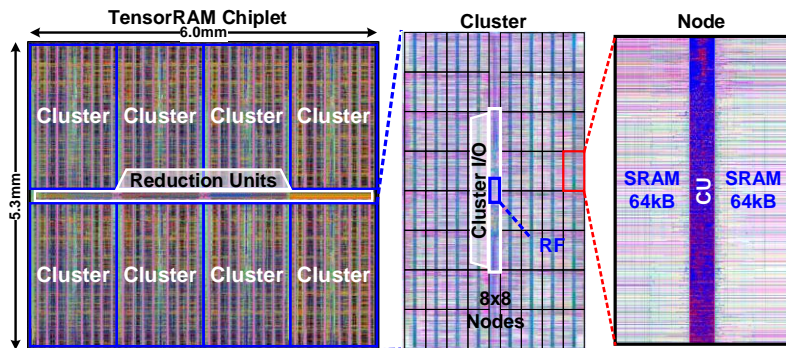 TensorRAM Chiplet
6.0mm
5.3mm
Cluster Cluster Cluster Cluster
Reduction Units
Cluster Cluster Cluster Cluster
Cluster
Cluster I/O
RF
8x8
Nodes
Node
SRAM
64kB
CU
SRAM
64kB